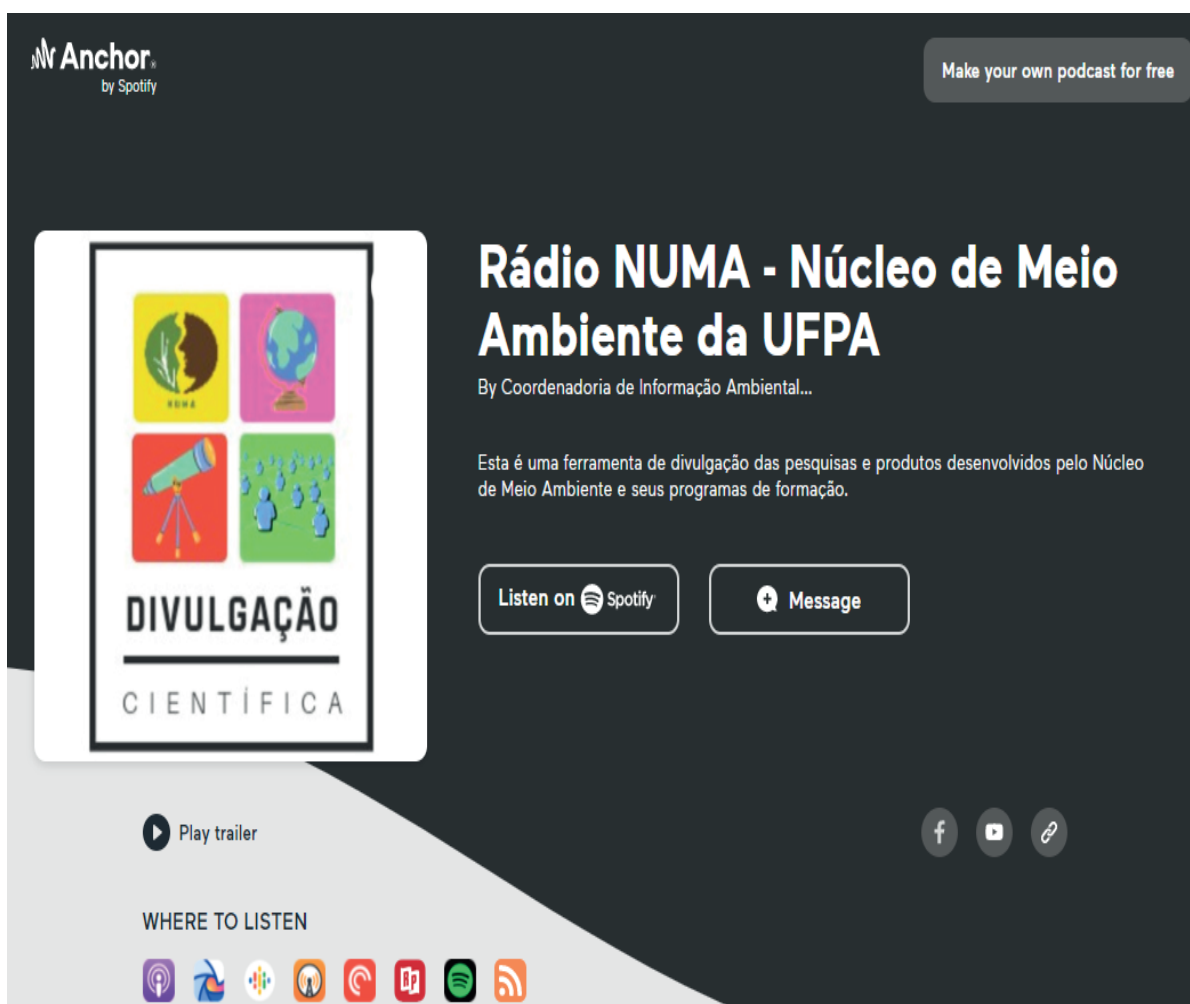 Anchor
by Spotify
Make your own podcast for free
NUMA
DIVULGAÇÃO
CIENTÍFICA
Rádio NUMA - Núcleo de Meio
Ambiente da UFPA
By Coordenadoria de Informação Ambiental...
Esta é uma ferramenta de divulgação das pesquisas e produtos desenvolvidos pelo Núcleo
de Meio Ambiente e seus programas de formação.
Listen on Spotify
Message
Play trailer
WHERE TO LISTEN